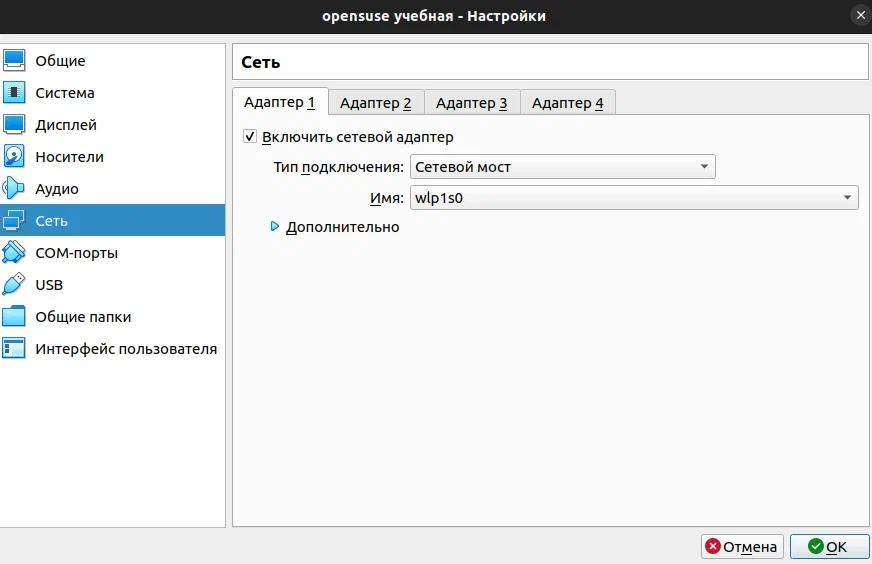 opensuse учебная - Настройки
Общие
Система
Дисплей
Носители
Аудио
Сеть
COM-порты
USB
Общие папки
Интерфейс пользователя
Сеть
Адаптер 1 Адаптер 2 Адаптер 3 Адаптер 4
Включить сетевой адаптер
Тип подключения: Сетевой мост
Имя: wlp1s0
Дополнительно
Отмена OK